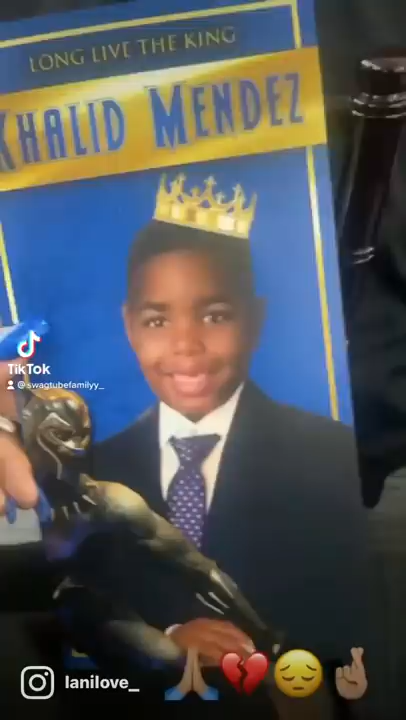 LONG LIVE THE KING
KHALID MENDEZ
TikTok
@swagtubefamilyy_
lanilove_